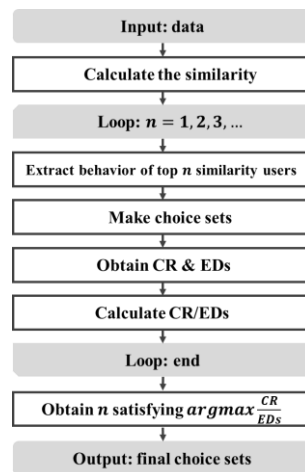 Input: data
Calculate the similarity
Loop: n = 1, 2, 3, ...
Extract behavior of top n similarity users
Make choice sets
Obtain CR & EDs
Calculate CR/EDs
Loop: end
Obtain n satisfying argmax CR/EDs
Output: final choice sets